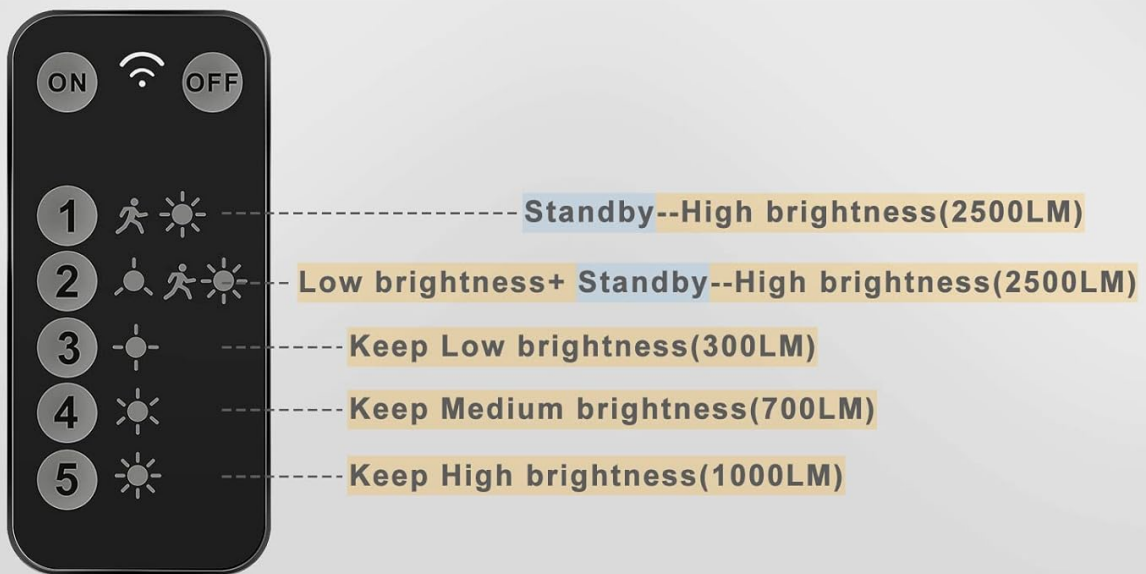 ON OFF
1 Standby--High brightness(2500LM)
2 Low brightness+ Standby--High brightness(2500LM)
3 Keep Low brightness(300LM)
4 Keep Medium brightness(700LM)
5 Keep High brightness(1000LM)